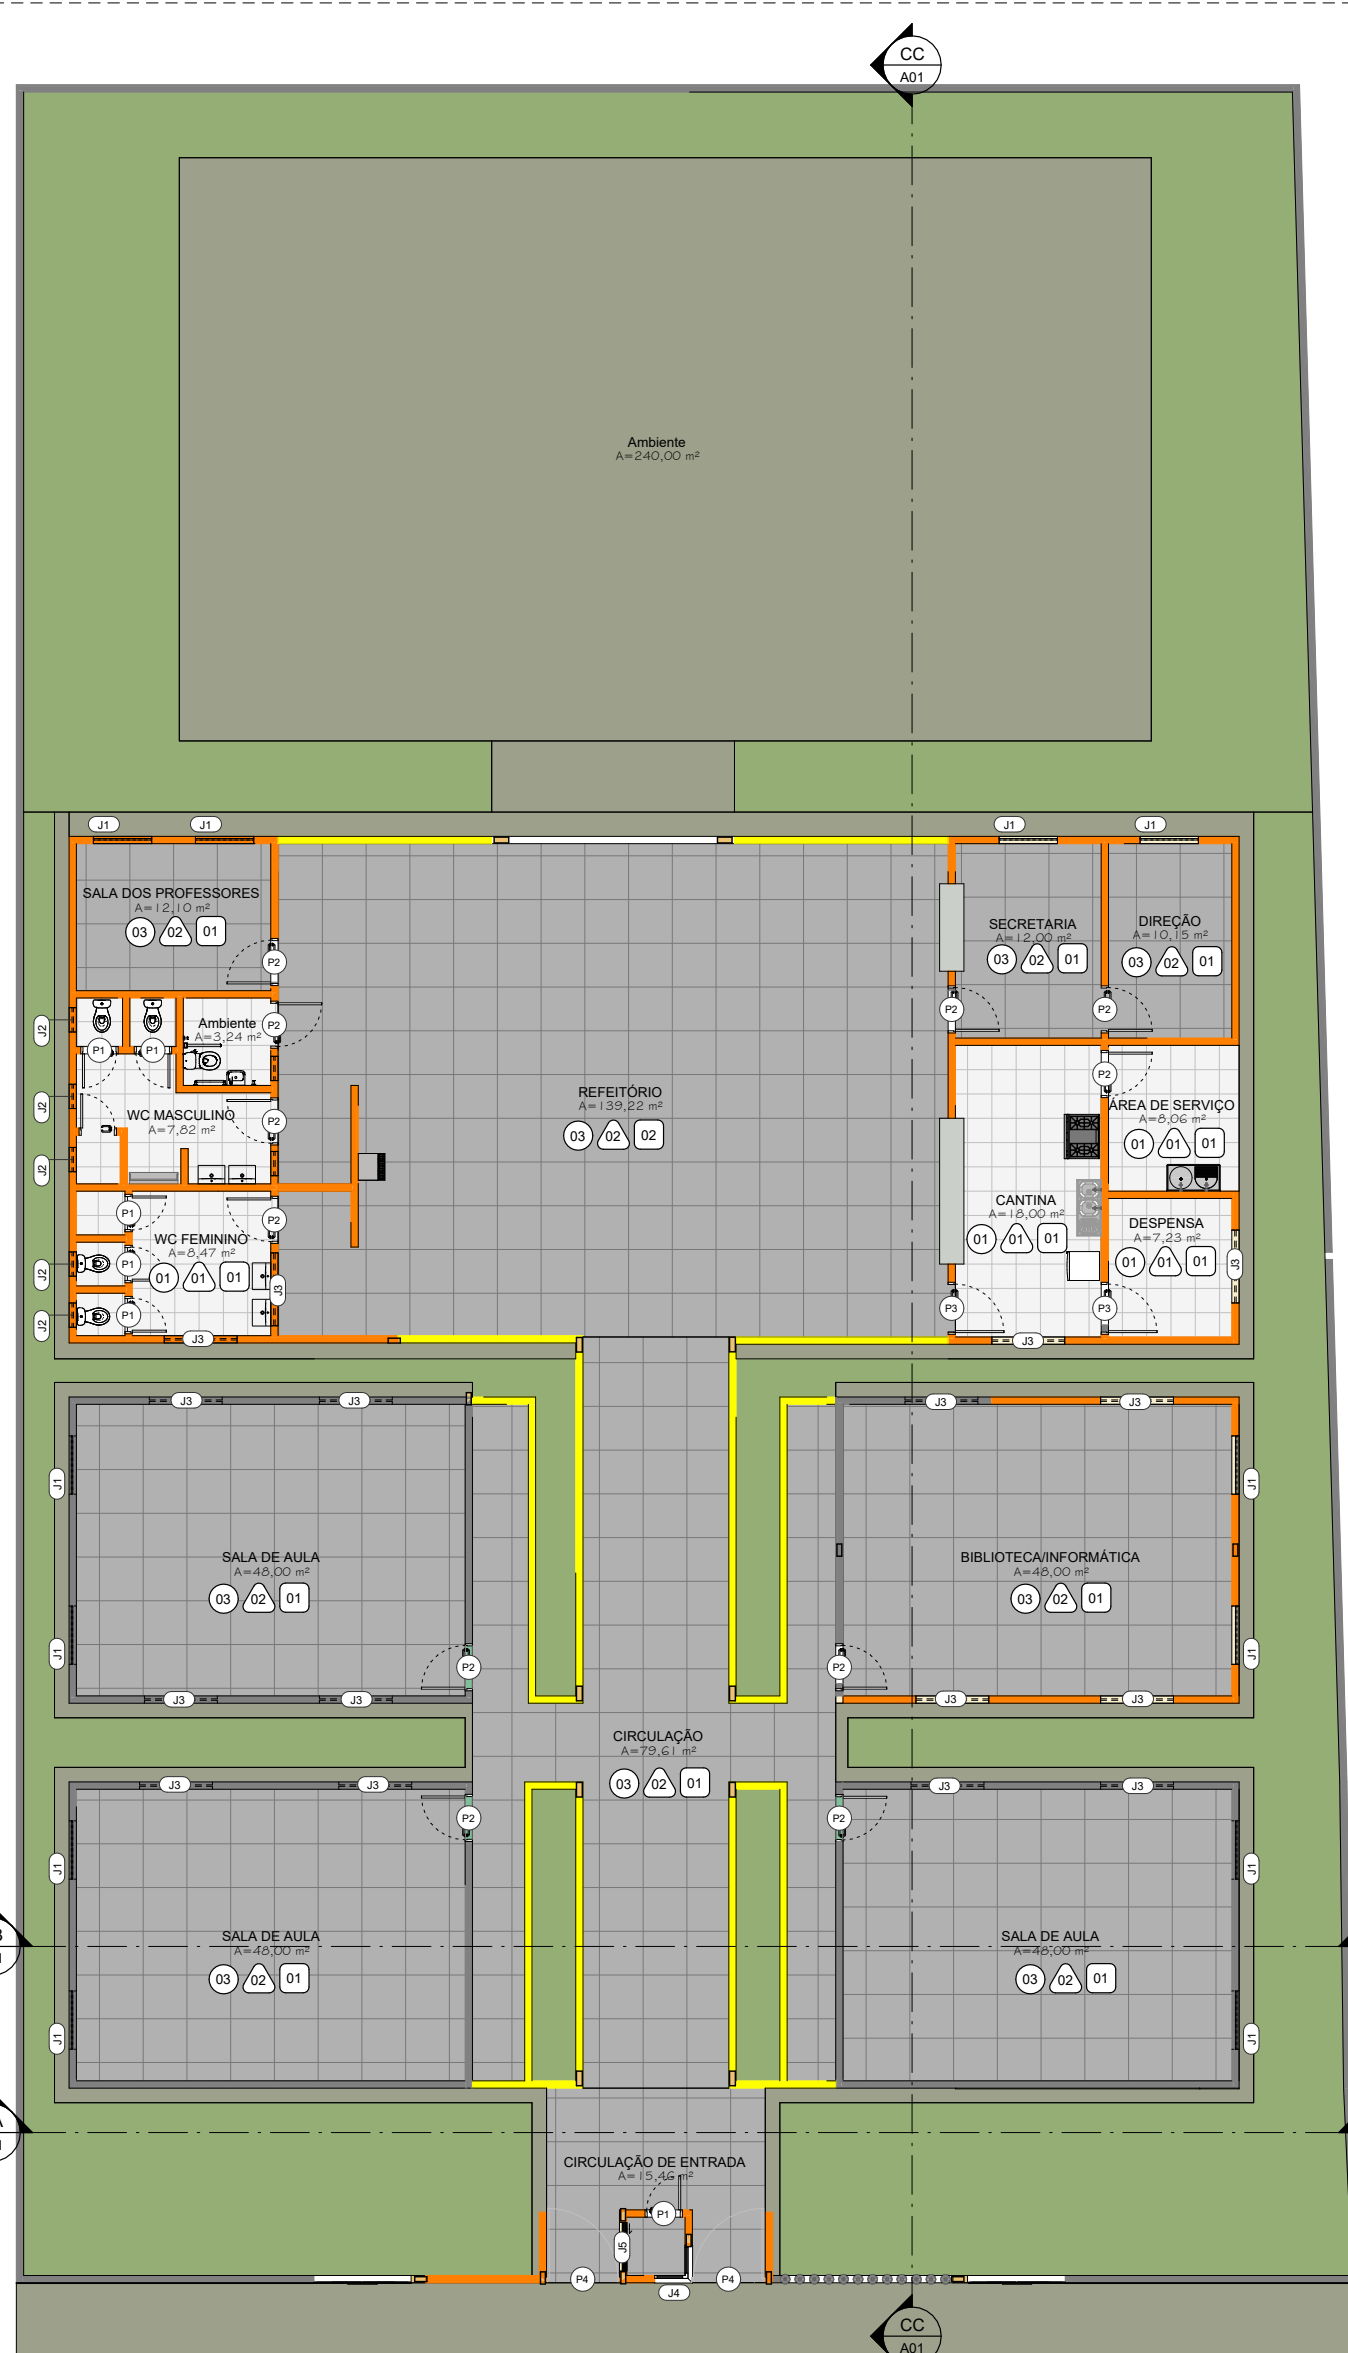 CC
A01
Ambiente
A=240,00 m²
J1
J1
J1
J1
SALA DOS PROFESSORES
A=12,10 m²
03 02 01
P2
SECRETARIA
A=12,00 m²
03 02 01
P2
DIREÇÃO
A=10,15 m²
03 02 01
P2
J2
P1
P1
Ambiente
A=3,24 m²
P2
J2
WC MASCULINO
A=7,82 m²
P2
J2
REFEITÓRIO
A=139,22 m²
03 02 02
P2
ÁREA DE SERVIÇO
A=8,06 m²
01 01 01
CANTINA
A=18,00 m²
01 01 01
DESPENSA
A=7,23 m²
01 01 01
J3
P1
P2
WC FEMININO
A=8,47 m²
01 01 01
P1
J2
J3
P1
J2
J3
P3
P3
J3
J3
J3
J3
J3
J1
J1
SALA DE AULA
A=48,00 m²
03 02 01
BIBLIOTECA/INFORMÁTICA
A=48,00 m²
03 02 01
J1
P2
P2
J1
J3
J3
J3
J3
CIRCULAÇÃO
A=79,61 m²
03 02 01
J3
J3
J3
J3
P2
P2
J1
J1
SALA DE AULA
A=48,00 m²
03 02 01
SALA DE AULA
A=48,00 m²
03 02 01
J1
J1
CIRCULAÇÃO DE ENTRADA
A=15,46 m²
P1
J5
P4
J4
P4
CC
A01